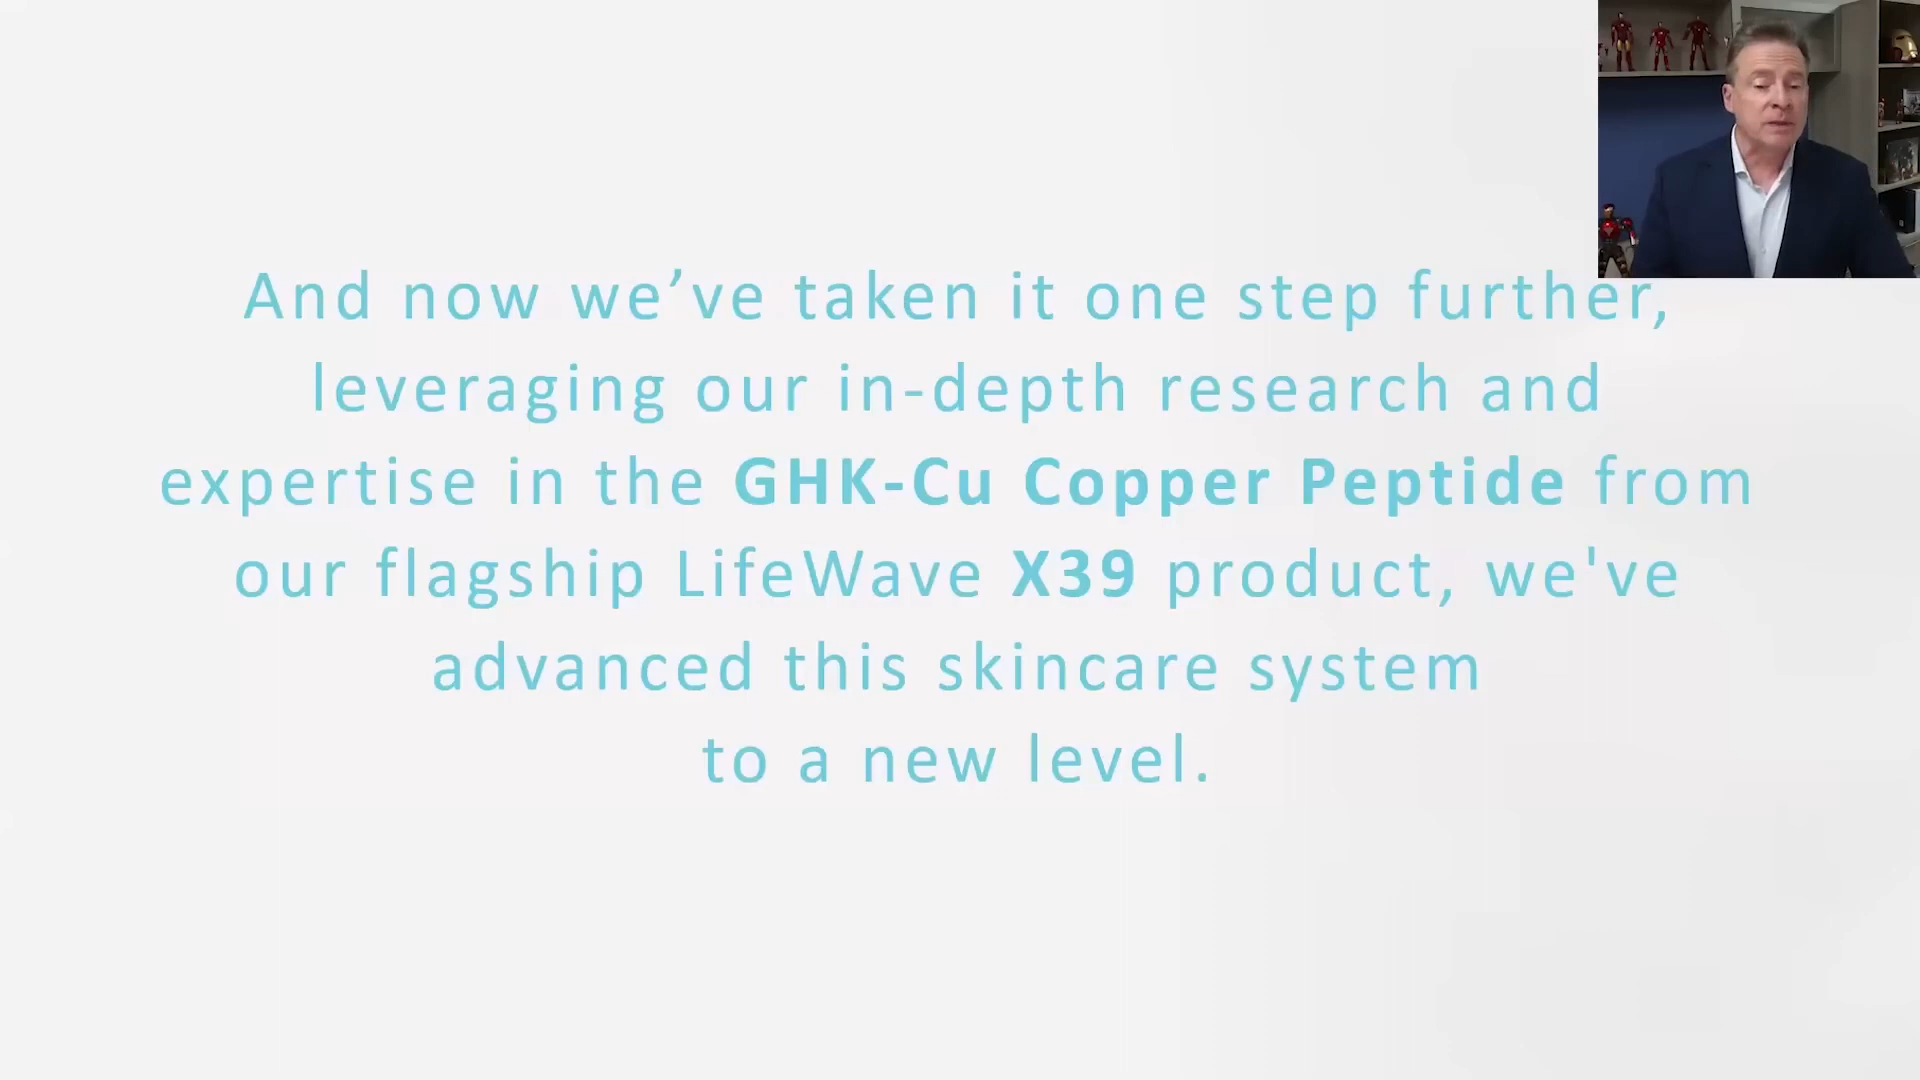 And now we’ve taken it one step further,
leveraging our in-depth research and
expertise in the GHK-Cu Copper Peptide from
our flagship LifeWave X39 product, we've
advanced this skincare system
to a new level.